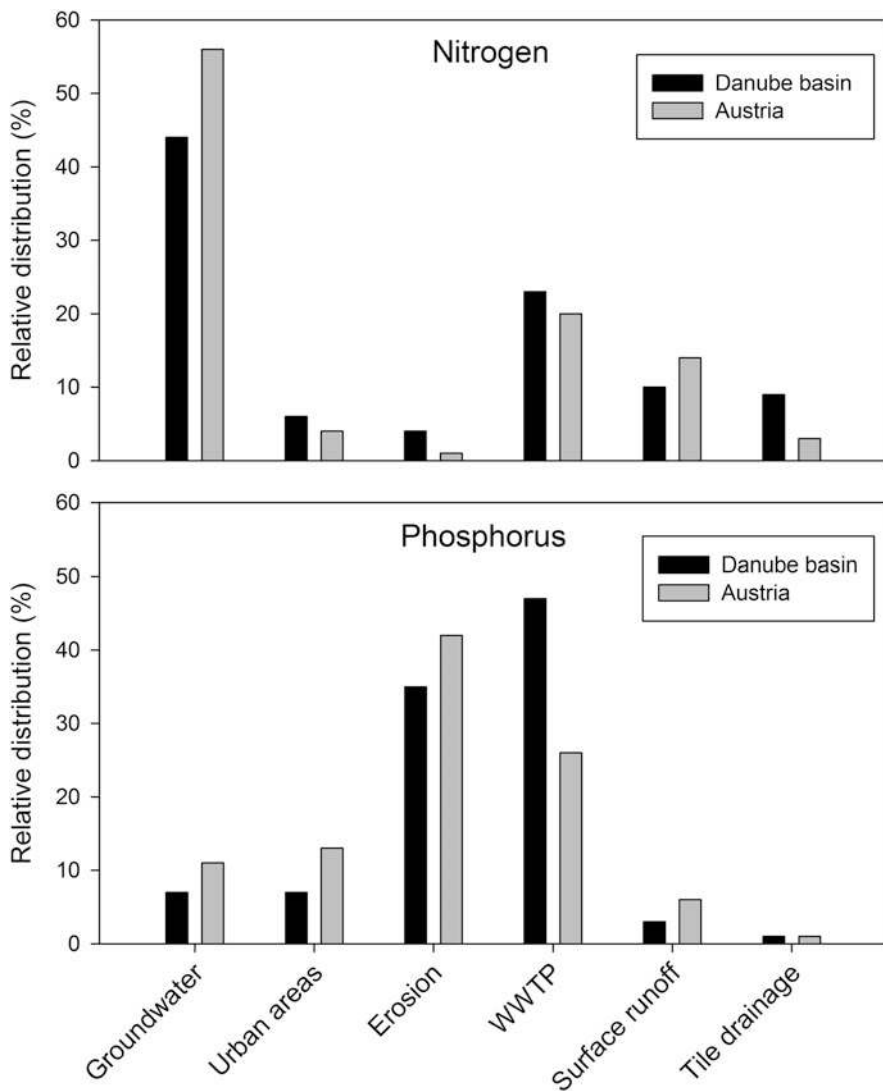 Nitrogen
Danube basin
Austria
Relative distribution (%)
60
50
40
30
20
10
0
Phosphorus
Danube basin
Austria
Relative distribution (%)
60
50
40
30
20
10
0
Groundwater
Urban areas
Erosion
WWTP
Surface runoff
Tile drainage